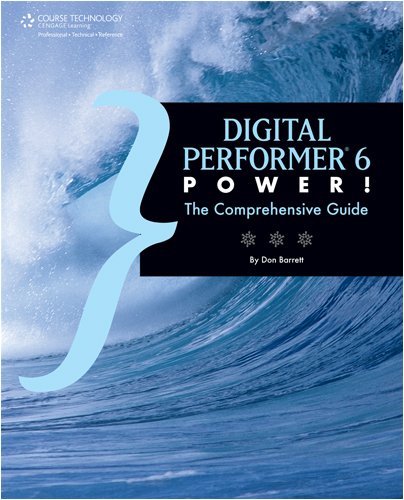 COURSE TECHNOLOGY
CENGAGE Learning
Professional • Technical • Reference
DIGITAL
PERFORMER® 6
POWER!
The Comprehensive Guide
By Don Barrett